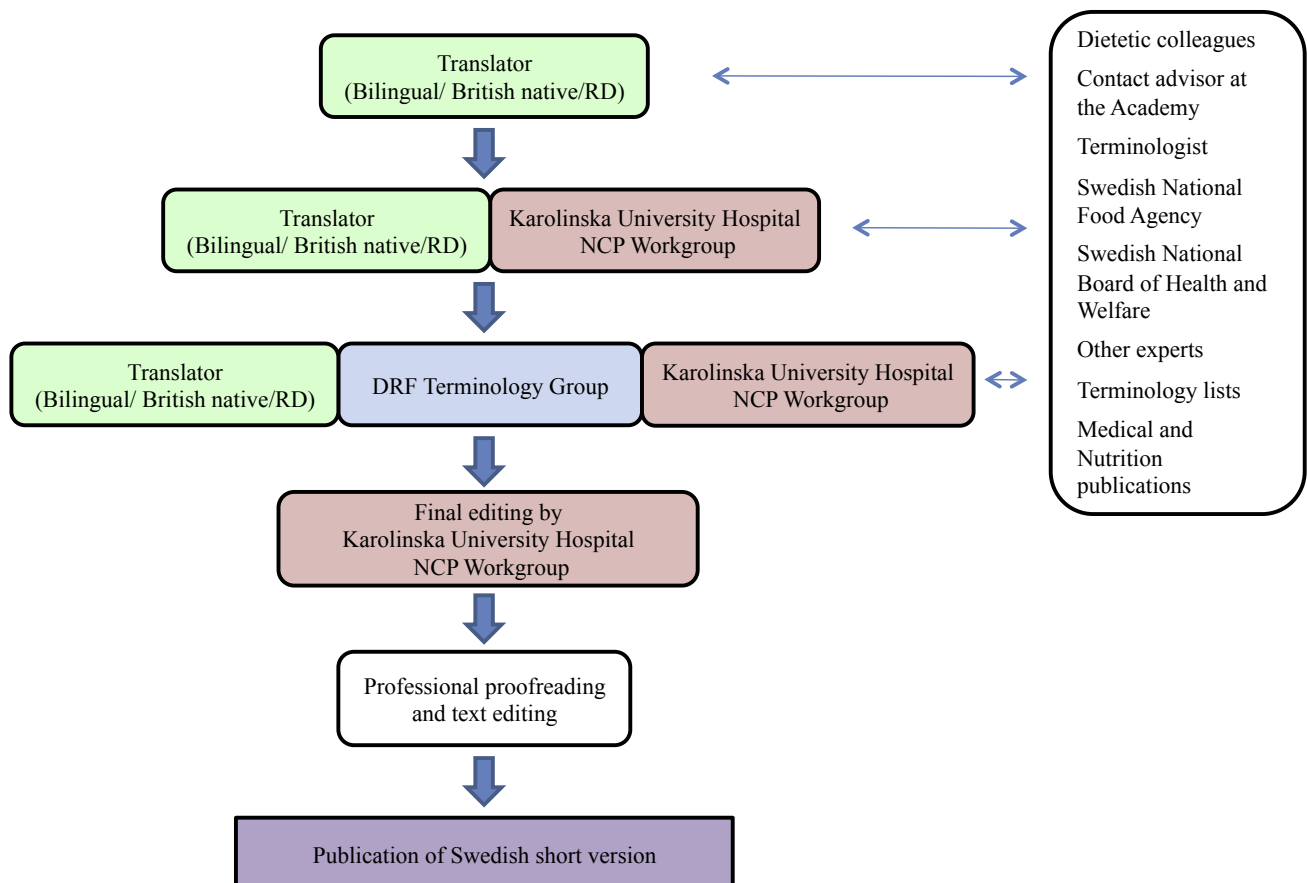 Translator
(Bilingual/ British native/RD)
Translator
(Bilingual/ British native/RD)
Karolinska University Hospital
NCP Workgroup
Translator
(Bilingual/ British native/RD)
DRF Terminology Group
Karolinska University Hospital
NCP Workgroup
Final editing by
Karolinska University Hospital
NCP Workgroup
Professional proofreading
and text editing
Publication of Swedish short version
Dietetic colleagues
Contact advisor at
the Academy
Terminologist
Swedish National
Food Agency
Swedish National
Board of Health and
Welfare
Other experts
Terminology lists
Medical and
Nutrition
publications